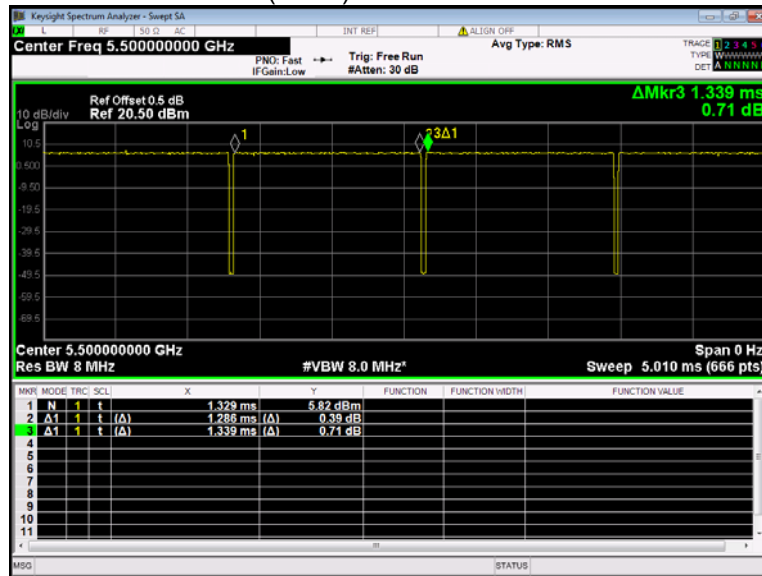 Keysight Spectrum Analyzer - Swept SA
L RF 50 Ω AC INT REF ALIGN OFF
Center Freq 5.500000000 GHz
Avg Type: RMS
TRACE 1 2 3 4 5
PNO: Fast Trig: Free Run
TYPE
IFGain:Low #Atten: 30 dB
DET A N N N N
ΔMkr3 1.339 ms
0.71 dB
Ref Offset 0.5 dB
10 dB/div Ref 20.50 dBm
Log
1
3Δ1
10.5
0.500
-9.50
-19.5
-29.5
-39.5
-49.5
-59.5
-69.5
Center 5.500000000 GHz Span 0 Hz
Res BW 8 MHz #VBW 8.0 MHz* Sweep 5.010 ms (666 pts)
MKR MODE TRC SCL X Y FUNCTION FUNCTION WIDTH FUNCTION VALUE
1 N 1 t 1.329 ms 5.82 dBm
2 Δ1 1 t (Δ) 1.286 ms (Δ) 0.39 dB
3 Δ1 1 t (Δ) 1.339 ms (Δ) 0.71 dB
4
5
6
7
8
9
10
11
MSG STATUS